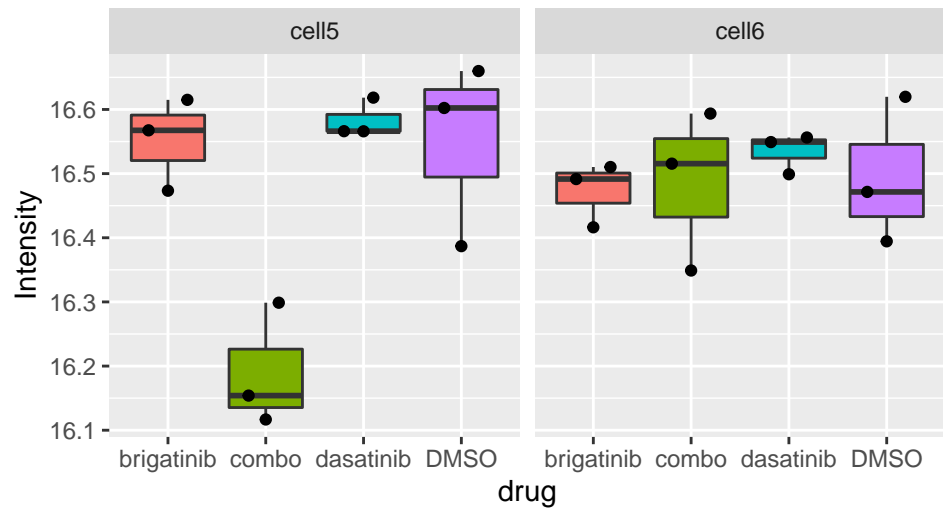 cell5 cell6
Intensity
16.6
16.5
16.4
16.3
16.2
16.1
brigatinib combo dasatinib DMSO brigatinib combo dasatinib DMSO
drug